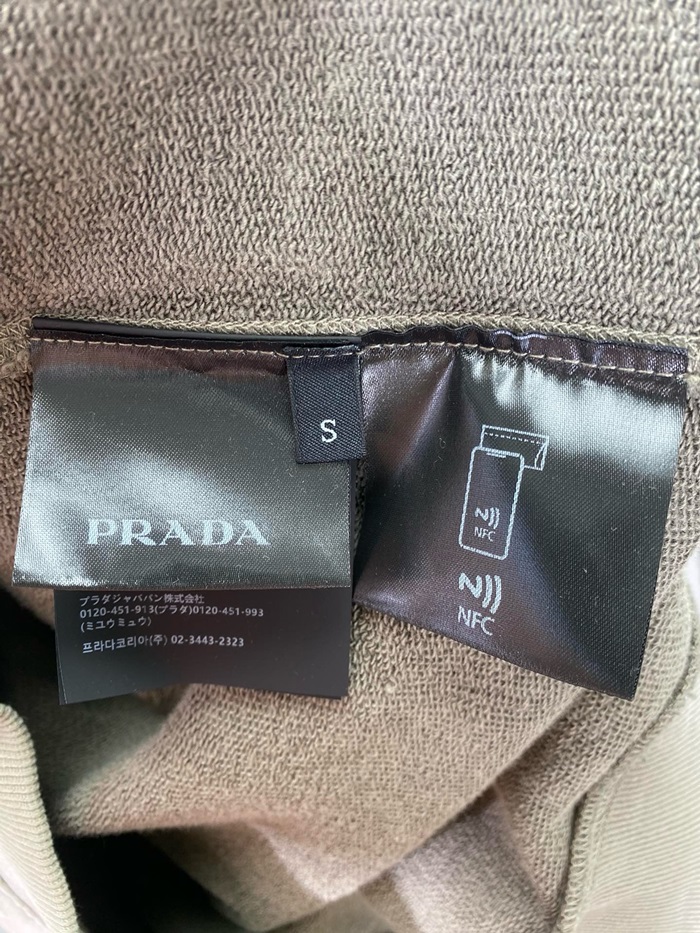 S
PRADA
プラダジャパバン株式会社
0120-451-913(プラダ)0120-451-993
(ミユウミュウ)
프라다코리아(주) 02-3443-2323
NFC
NFC